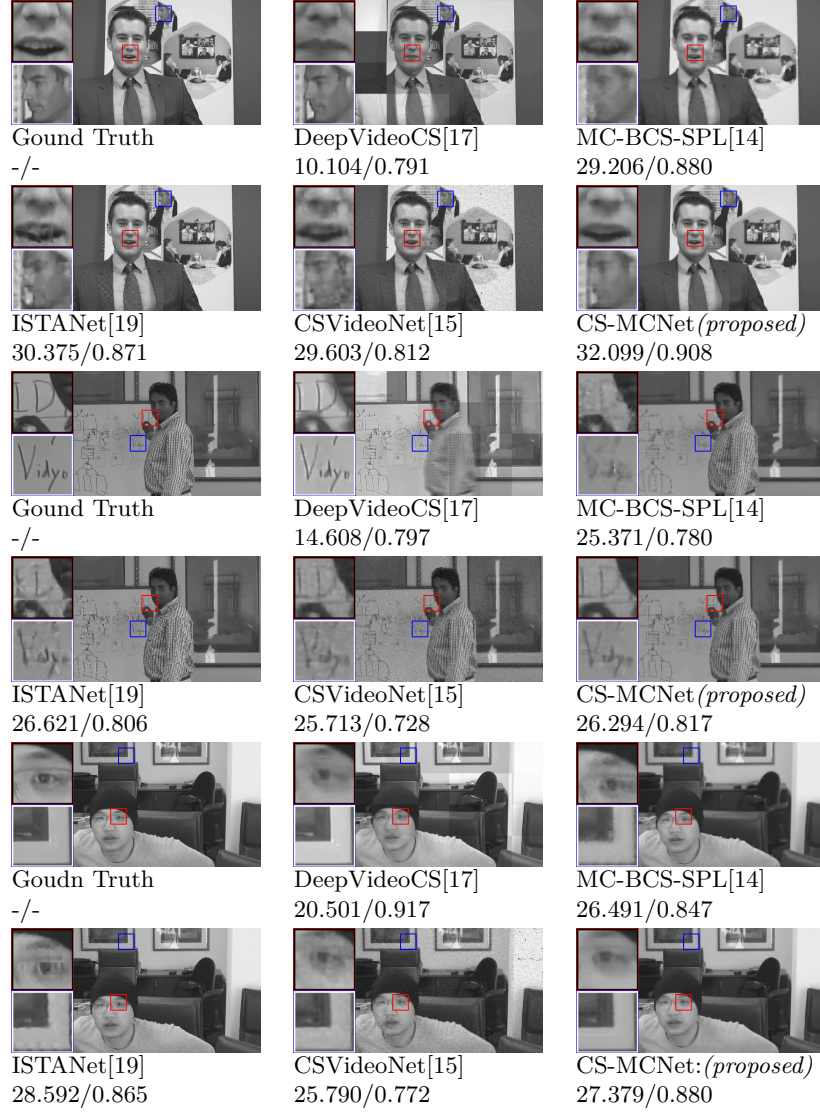 Gound Truth
-/-
DeepVideoCS[17]
10.104/0.791
MC-BCS-SPL[14]
29.206/0.880
ISTANet[19]
30.375/0.871
CSVideoNet[15]
29.603/0.812
CS-MCNet(proposed)
32.099/0.908
ID
Vidyo
Gound Truth
-/-
ID
Vidyo
DeepVideoCS[17]
14.608/0.797
MC-BCS-SPL[14]
25.371/0.780
ISTANet[19]
26.621/0.806
CSVideoNet[15]
25.713/0.728
CS-MCNet(proposed)
26.294/0.817
Goudn Truth
-/-
DeepVideoCS[17]
20.501/0.917
MC-BCS-SPL[14]
26.491/0.847
ISTANet[19]
28.592/0.865
CSVideoNet[15]
25.790/0.772
CS-MCNet:(proposed)
27.379/0.880